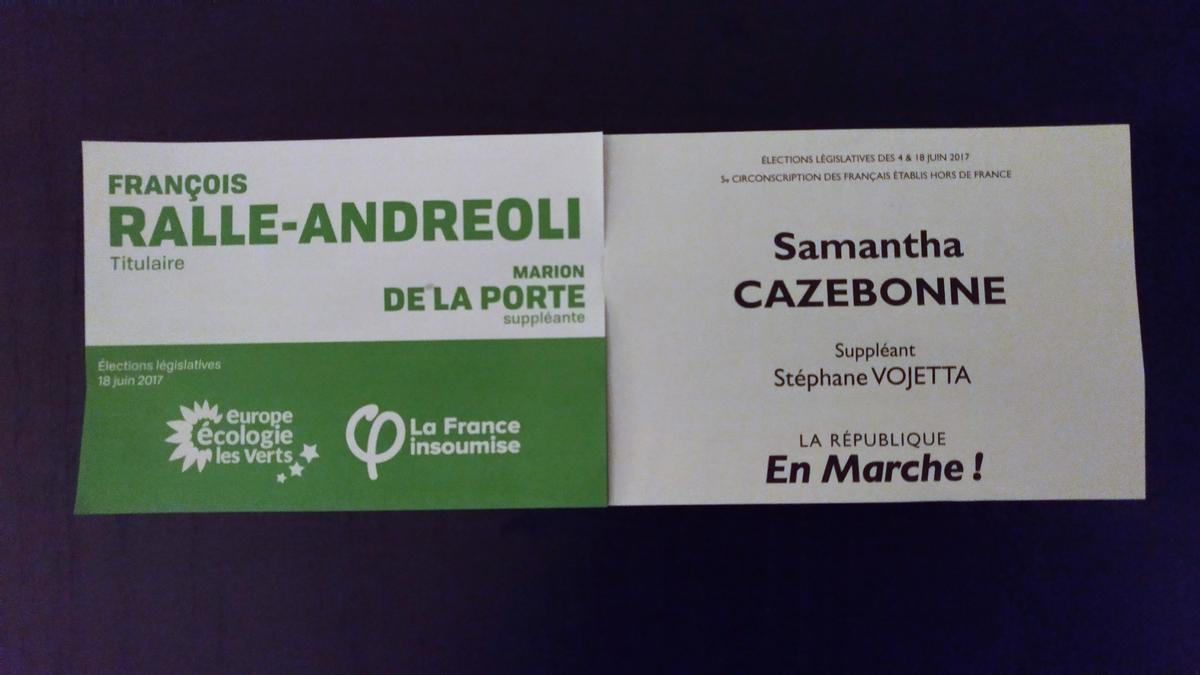 FRANÇOIS
RALLE-ANDREOLI
Titulaire
MARION
DE LA PORTE
suppléante
Élections législatives
18 juin 2017
europe
écologie
les verts
La France
insoumise
ÉLECTIONS LÉGISLATIVES DES 4 & 18 JUIN 2017
5e CIRCONSCRIPTION DES FRANÇAIS ÉTABLIS HORS DE FRANCE
Samantha
CAZEBONNE
Suppléant
Stéphane VOJETTA
LA RÉPUBLIQUE
En Marche !